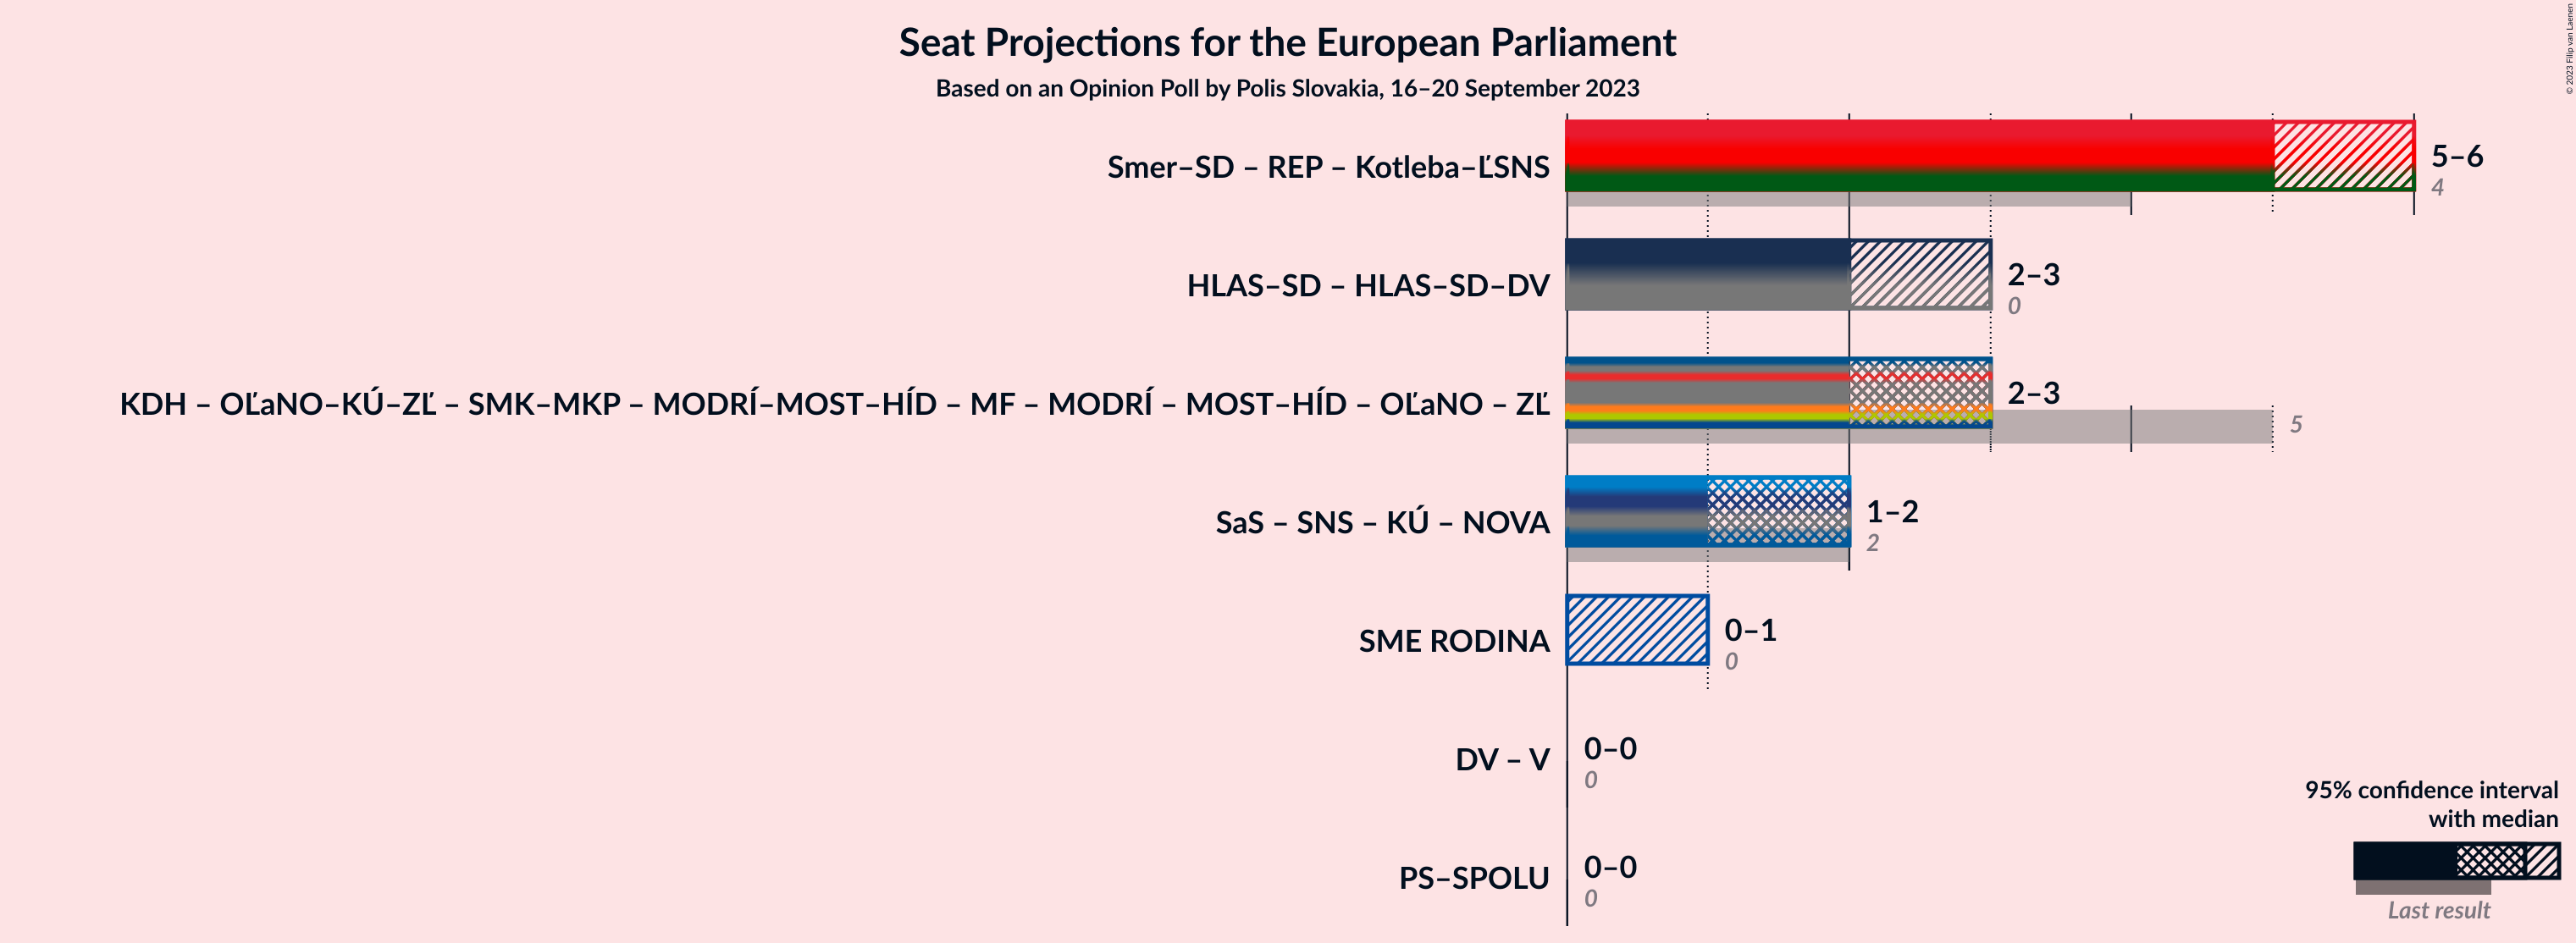 Seat Projections for the European Parliament
Based on an Opinion Poll by Polis Slovakia, 16–20 September 2023
© 2023 Filip van Laenen
Smer–SD – REP – Kotleba–ĽSNS
5–6
4
HLAS–SD – HLAS–SD–DV
2–3
0
KDH – OĽaNO–KÚ–ZĽ – SMK–MKP – MODRÍ–MOST–HÍD – MF – MODRÍ – MOST–HÍD – OĽaNO – ZĽ
2–3
5
SaS – SNS – KÚ – NOVA
1–2
2
SME RODINA
0–1
0
DV – V
0–0
0
PS–SPOLU
0–0
0
95% confidence interval
with median
Last result